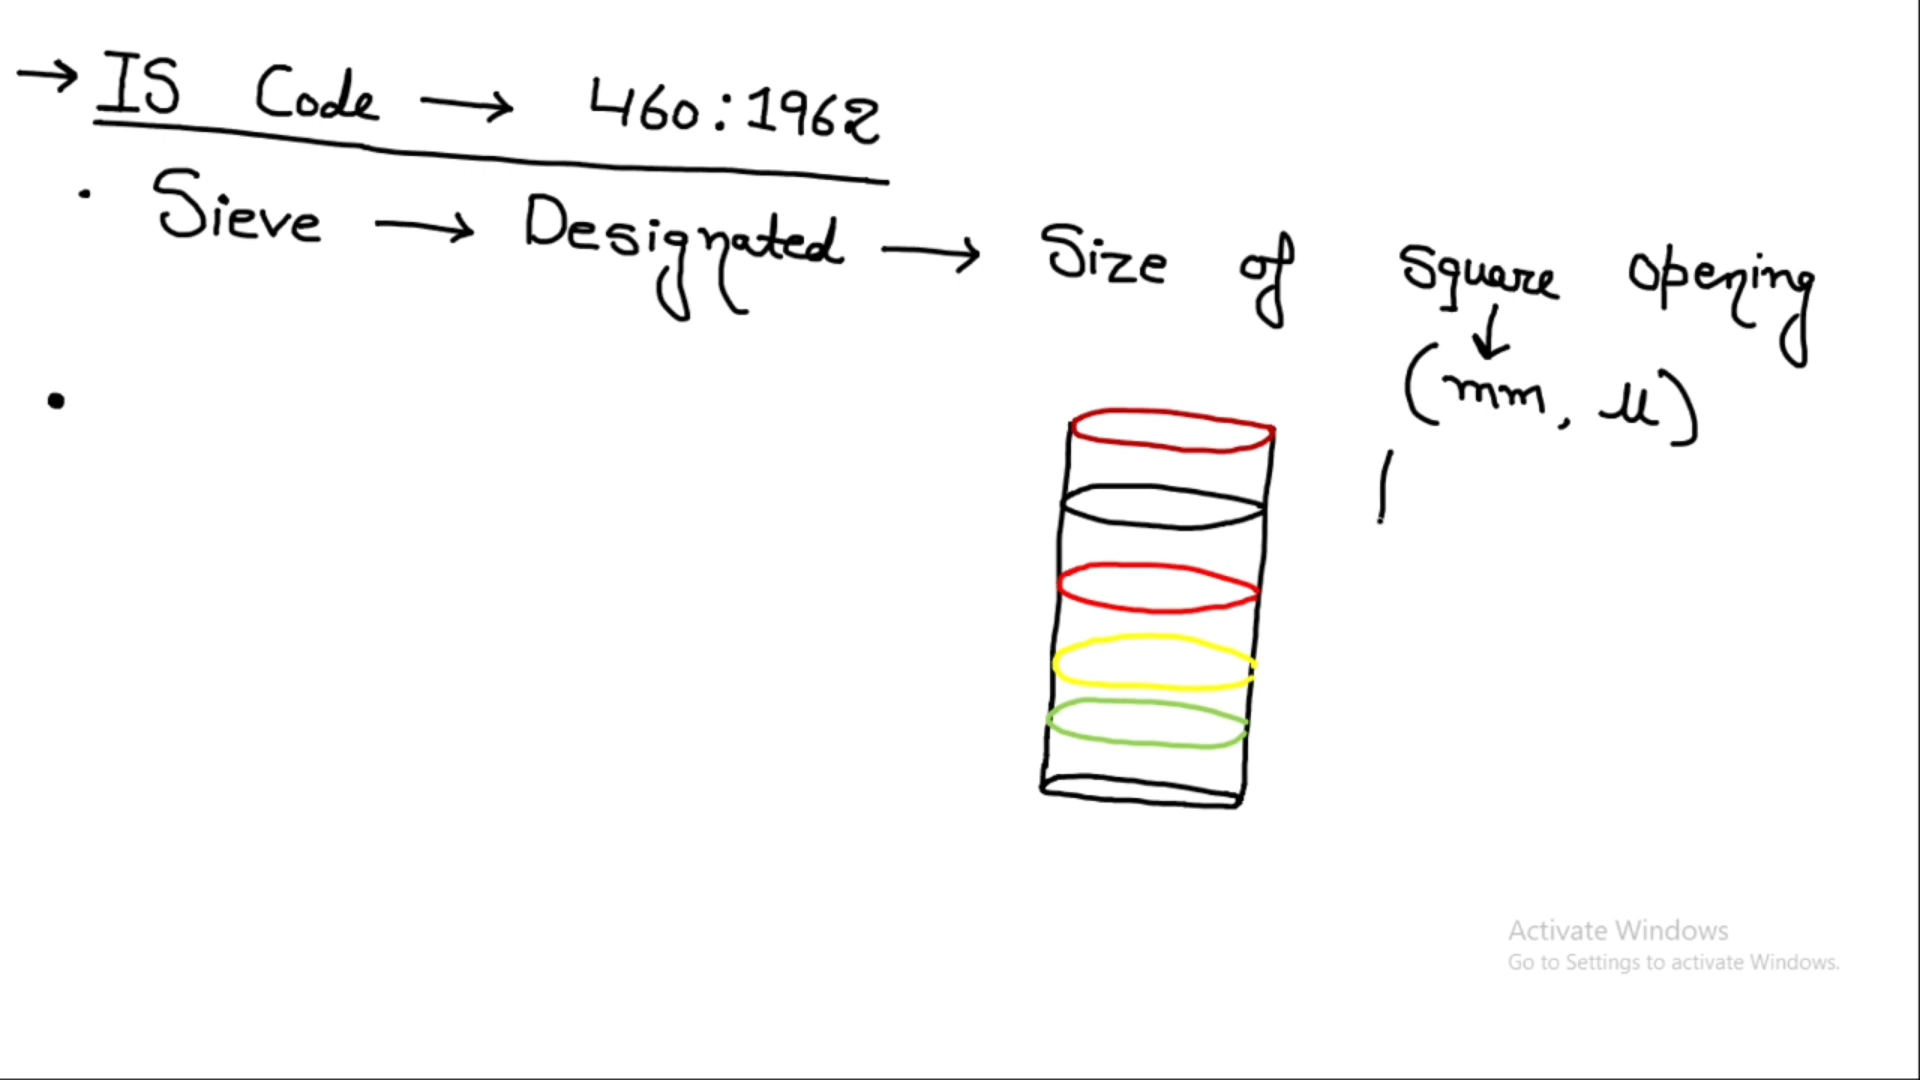 → IS Code → 460:1962
· Sieve → Designated → Size of square opening
↓
(mm, μ)
Activate Windows
Go to Settings to activate Windows.